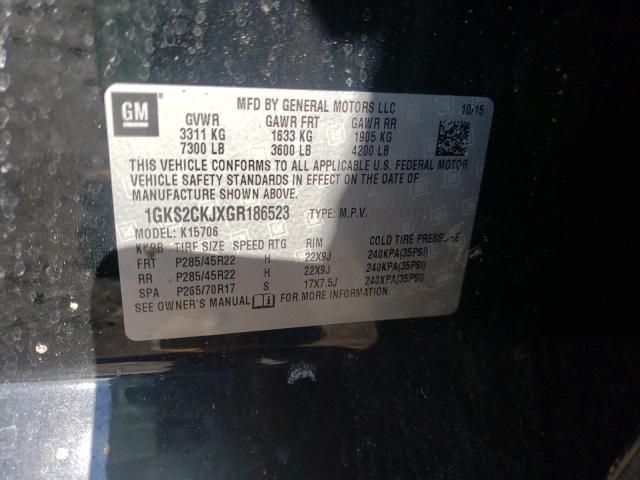 GM
MFD BY GENERAL MOTORS LLC 10/15
GVWR GAWR FRT GAWR RR
3311 KG 1633 KG 1905 KG
7300 LB 3600 LB 4200 LB
THIS VEHICLE CONFORMS TO ALL APPLICABLE U.S. FEDERAL MOTOR
VEHICLE SAFETY STANDARDS IN EFFECT ON THE DATE OF
MANUFACTURE SHOWN ABOVE.
1GKS2CKJXGR186523 TYPE: M.P.V.
MODEL: K15706
KKRB TIRE SIZE SPEED RTG RIM COLD TIRE PRESSURE
FRT P285/45R22 H 22X9J 240KPA(35PSI)
RR P285/45R22 H 22X9J 240KPA(35PSI)
SPA P265/70R17 S 17X7.5J 240KPA(35PSI)
SEE OWNER'S MANUAL FOR MORE INFORMATION.